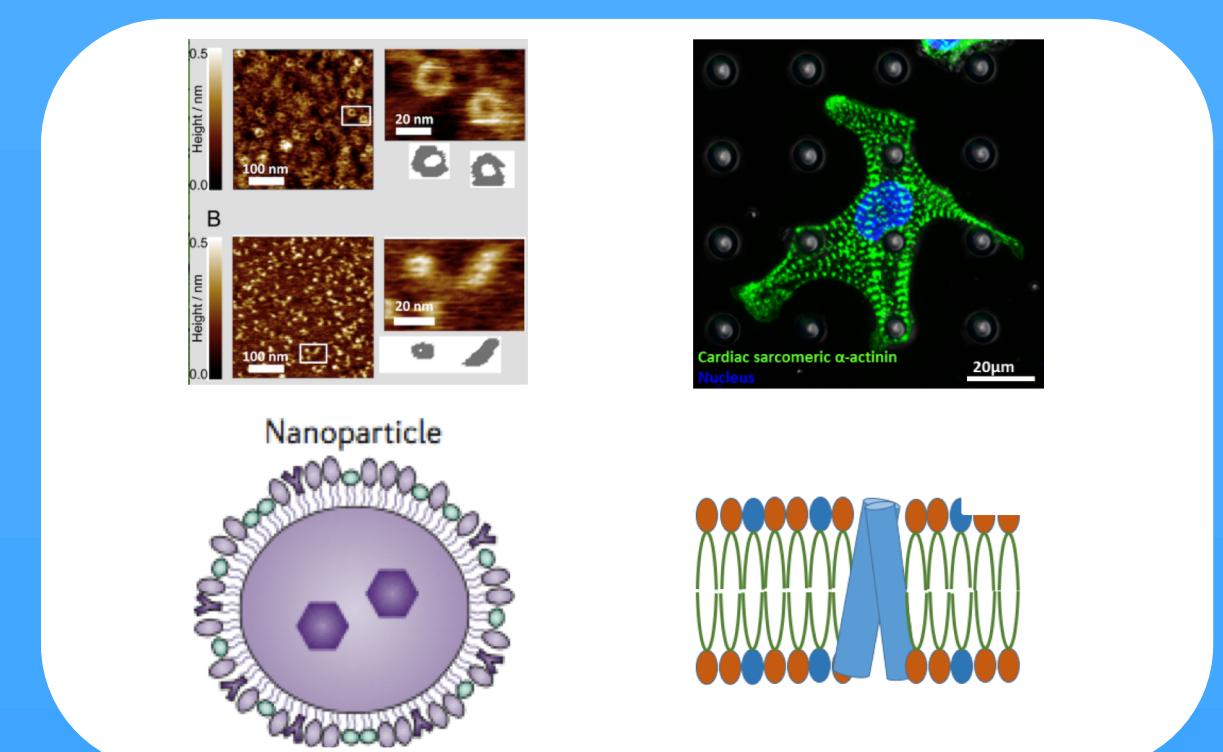 0.5
Height / nm
0.0
100 nm
20 nm
B
0.5
Height / nm
0.0
100 nm
20 nm
Cardiac sarcomeric α-actinin
Nucleus
20μm
Nanoparticle